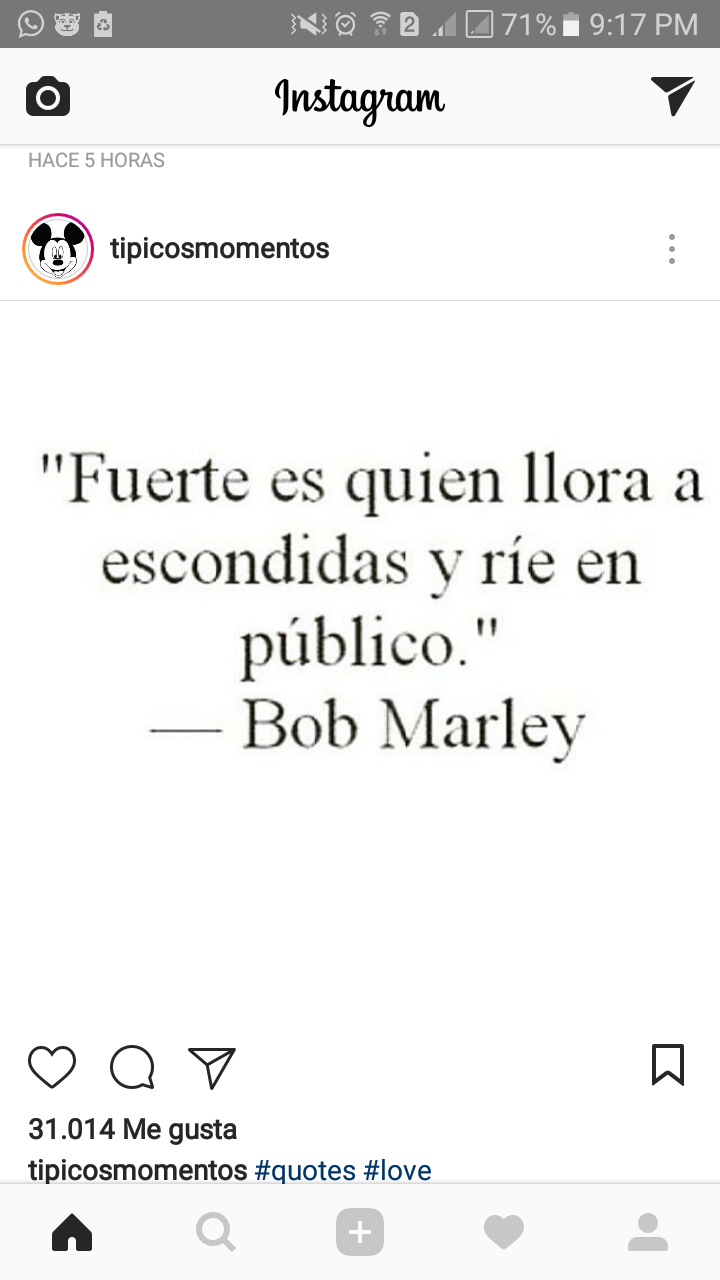 2 71% 9:17 PM
Instagram
HACE 5 HORAS
tipicosmomentos
"Fuerte es quien llora a
escondidas y ríe en
público."
— Bob Marley
31.014 Me gusta
tipicosmomentos #quotes #love